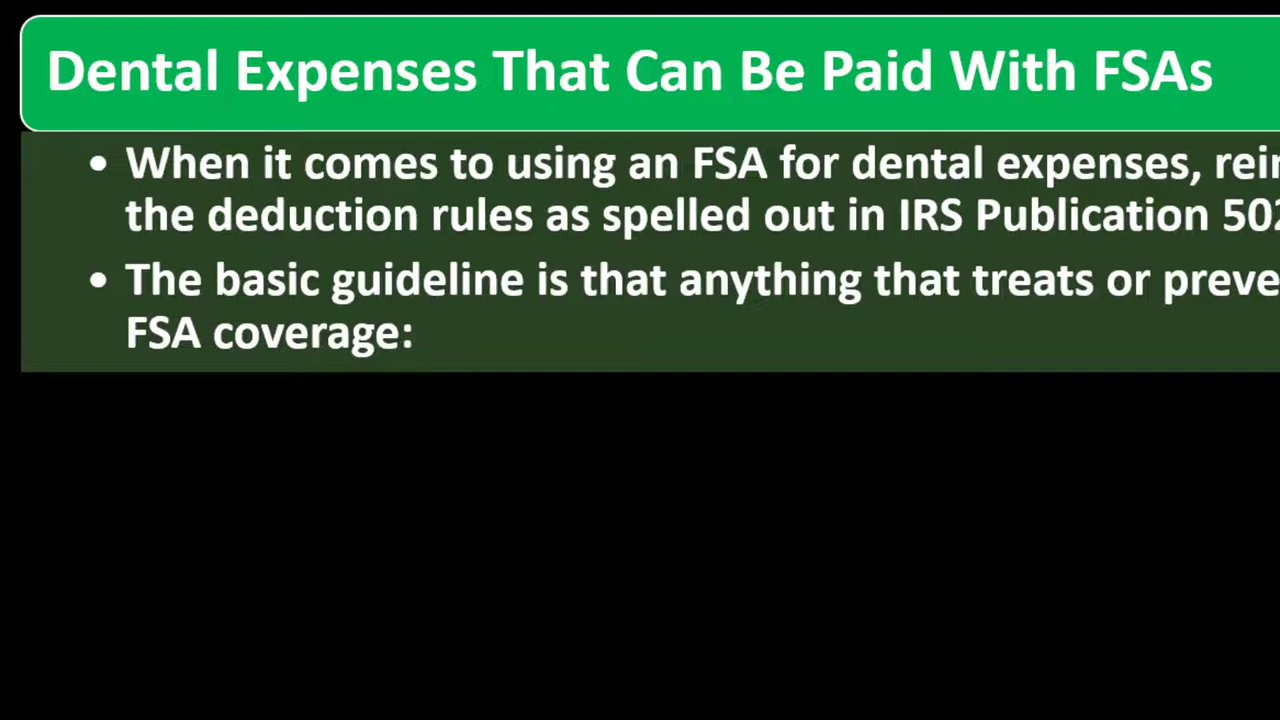 Dental Expenses That Can Be Paid With FSAs
• When it comes to using an FSA for dental expenses,
the deduction rules as spelled out in IRS Publication
• The basic guideline is that anything that treats or
FSA coverage: